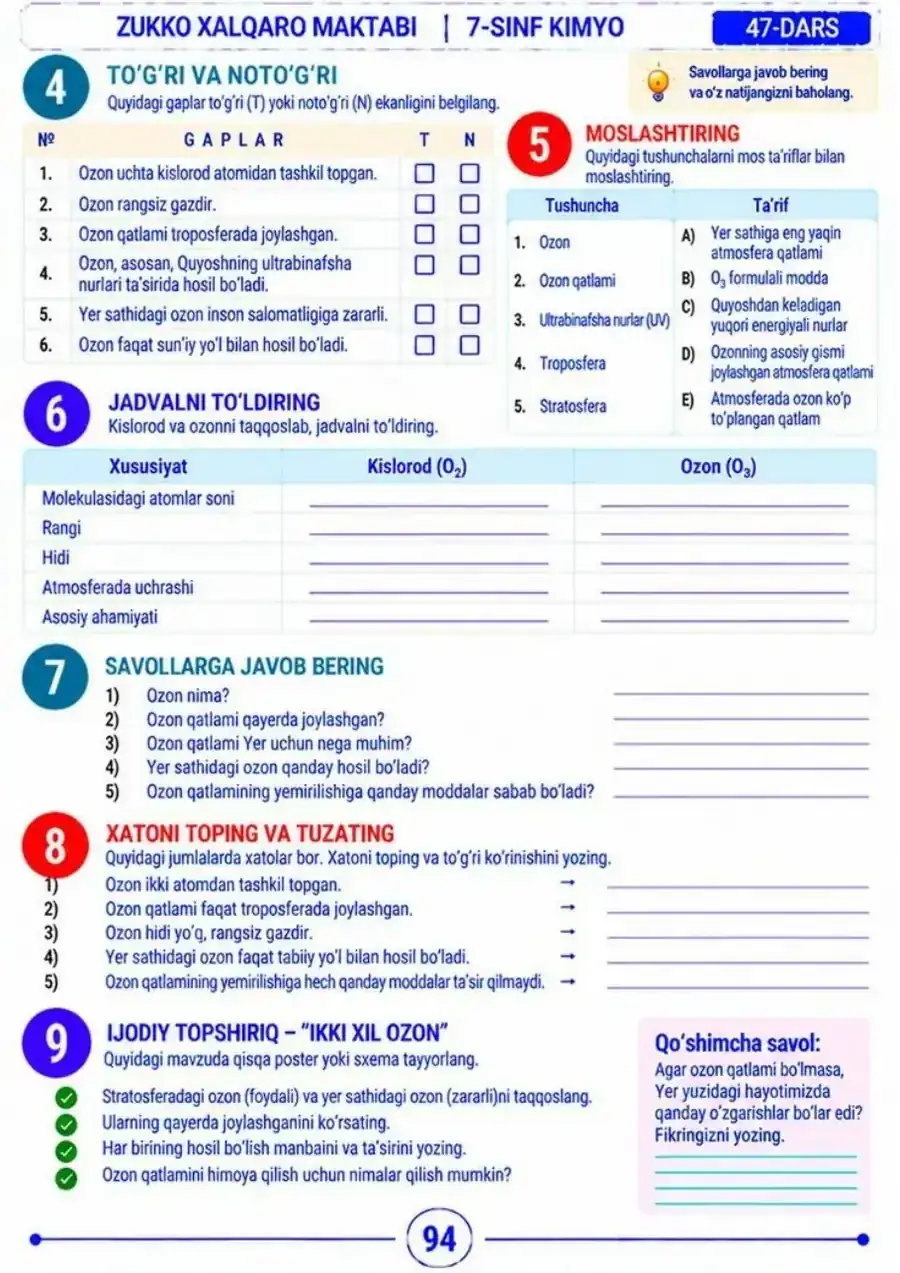 ZUKKO XALQARO MAKTABI | 7-SINF KIMYO
47-DARS
4
TO‘G‘RI VA NOTO‘G‘RI
Quyidagi gaplar to‘g‘ri (T) yoki noto‘g‘ri (N) ekanligini belgilang.
Savollarga javob bering
va o‘z natijangizni baholang.
№ GAPLAR T N
1. Ozon uchta kislorod atomidan tashkil topgan.
2. Ozon rangsiz gazdir.
3. Ozon qatlami troposferada joylashgan.
4. Ozon, asosan, Quyoshning ultrabinafsha
nurlari ta’sirida hosil bo‘ladi.
5. Yer sathidagi ozon inson salomatligiga zararli.
6. Ozon faqat sun’iy yo‘l bilan hosil bo‘ladi.
5
MOSLASHTIRING
Quyidagi tushunchalarni mos ta’riflar bilan
moslashtiring.
Tushuncha Ta’rif
1. Ozon
2. Ozon qatlami
3. Ultrabinafsha nurlar (UV)
4. Troposfera
5. Stratosfera
A) Yer sathiga eng yaqin
atmosfera qatlami
B) O₃ formulali modda
C) Quyoshdan keladigan
yuqori energiyali nurlar
D) Ozonning asosiy gismi
joylashgan atmosfera qatlami
E) Atmosferada ozon ko‘p
to‘plangan qatlam
6
JADVALNI TO‘LDIRING
Kislorod va ozonni taqqoslab, jadvalni to‘ldiring.
Xususiyat Kislorod (O₂) Ozon (O₃)
Molekulasidagi atomlar soni
Rangi
Hidi
Atmosferada uchrashi
Asosiy ahamiyati
7
SAVOLLARGA JAVOB BERING
1) Ozon nima?
2) Ozon qatlami qayerda joylashgan?
3) Ozon qatlami Yer uchun nega muhim?
4) Yer sathidagi ozon qanday hosil bo‘ladi?
5) Ozon qatlamining yemirilishiga qanday moddalar sabab bo‘ladi?
8
XATONI TOPING VA TUZATING
Quyidagi jumlalarda xatolar bor. Xatoni toping va to‘g‘ri ko‘rinishini yozing.
1) Ozon ikki atomdan tashkil topgan. →
2) Ozon qatlami faqat troposferada joylashgan. →
3) Ozon hidi yo‘q, rangsiz gazdir. →
4) Yer sathidagi ozon faqat tabiiy yo‘l bilan hosil bo‘ladi. →
5) Ozon qatlamining yemirilishiga hech qanday moddalar ta’sir qilmaydi. →
9
IJODIY TOPSHIRIQ – “IKKI XIL OZON”
Quyidagi mavzuda qisqa poster yoki sxema tayyorlang.
Stratosferadagi ozon (foydali) va yer sathidagi ozon (zararli)ni taqqoslang.
Ularning qayerda joylashganini ko‘rsating.
Har birining hosil bo‘lish manbaini va ta’sirini yozing.
Ozon qatlamini himoya qilish uchun nimalar qilish mumkin?
Qo‘shimcha savol:
Agar ozon qatlami bo‘lmasa,
Yer yuzidagi hayotimizda
qanday o‘zgarishlar bo‘lar edi?
Fikringizni yozing.
94